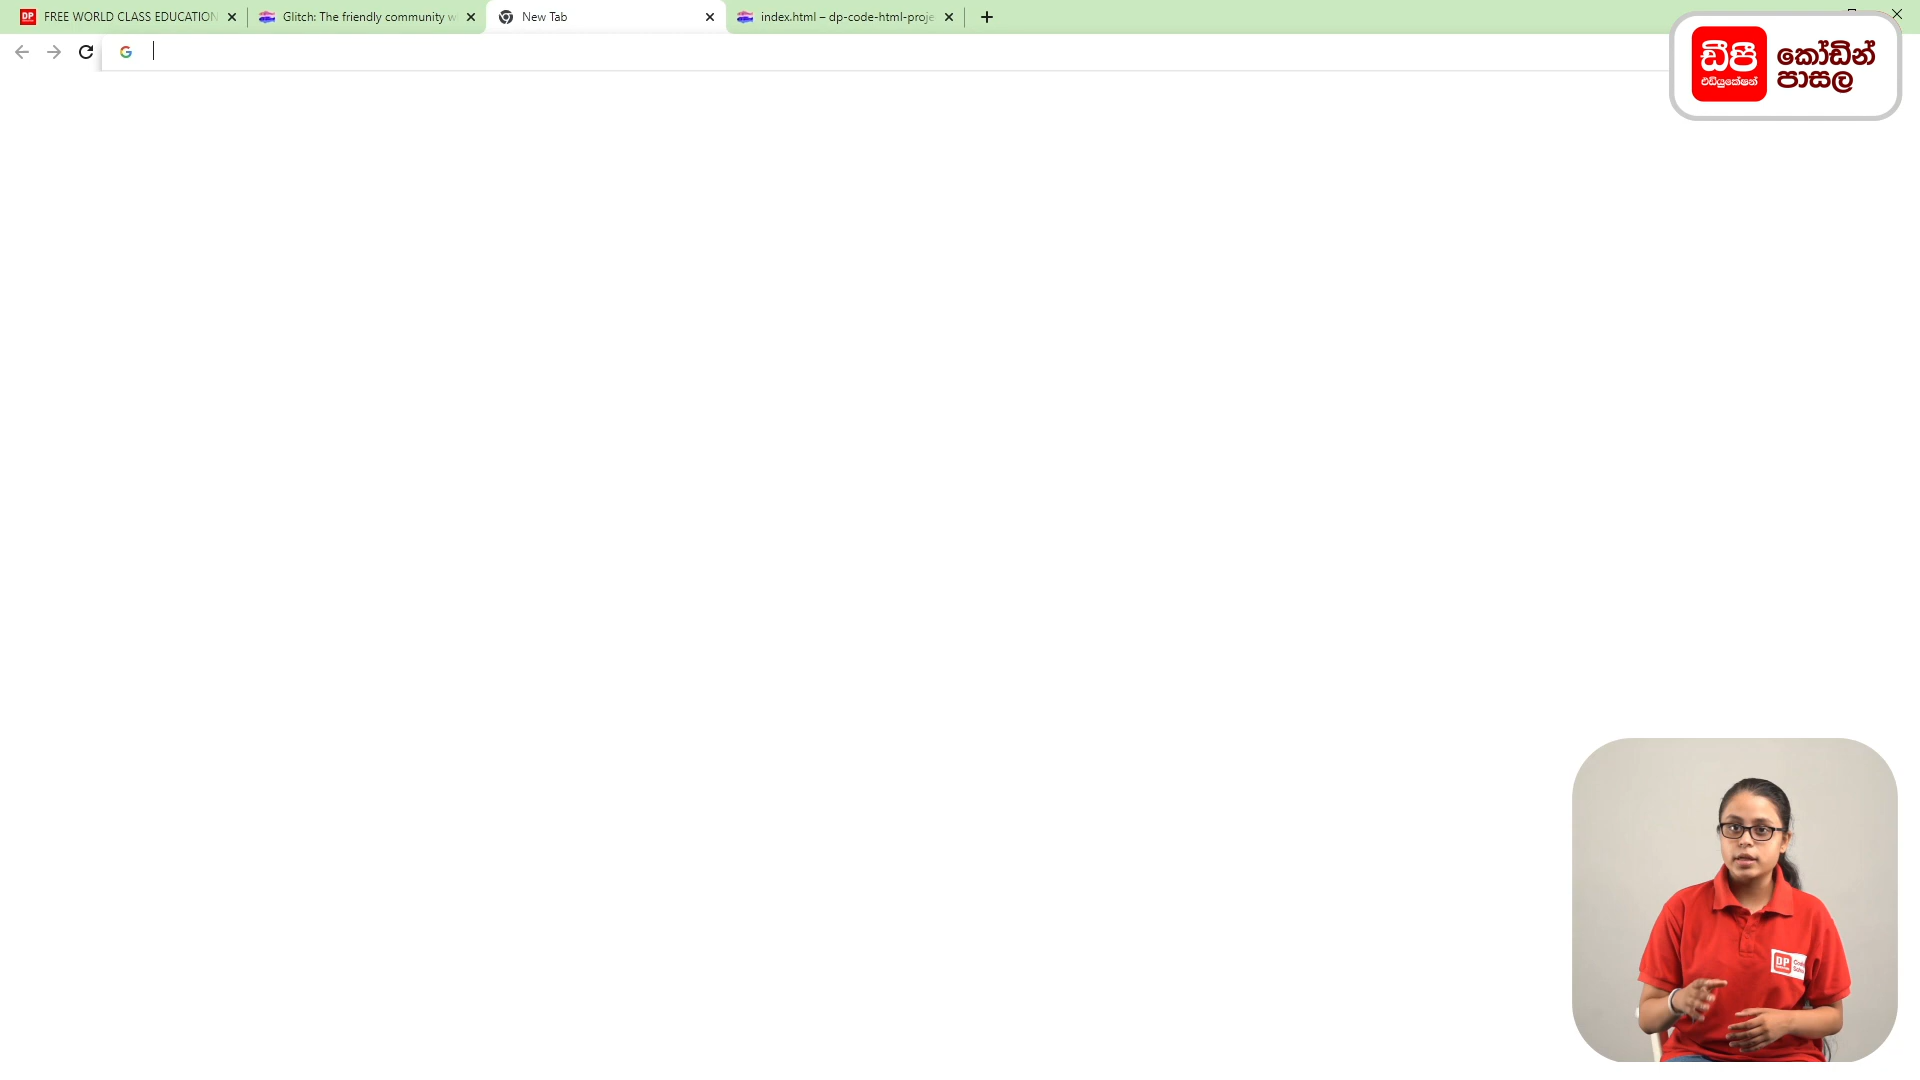 FREE WORLD CLASS EDUCATION
Glitch: The friendly community w
New Tab
index.html – dp-code-html-proje
ඩීපී
එඩියුකේෂන්
කෝඩින්
පාසල
DP